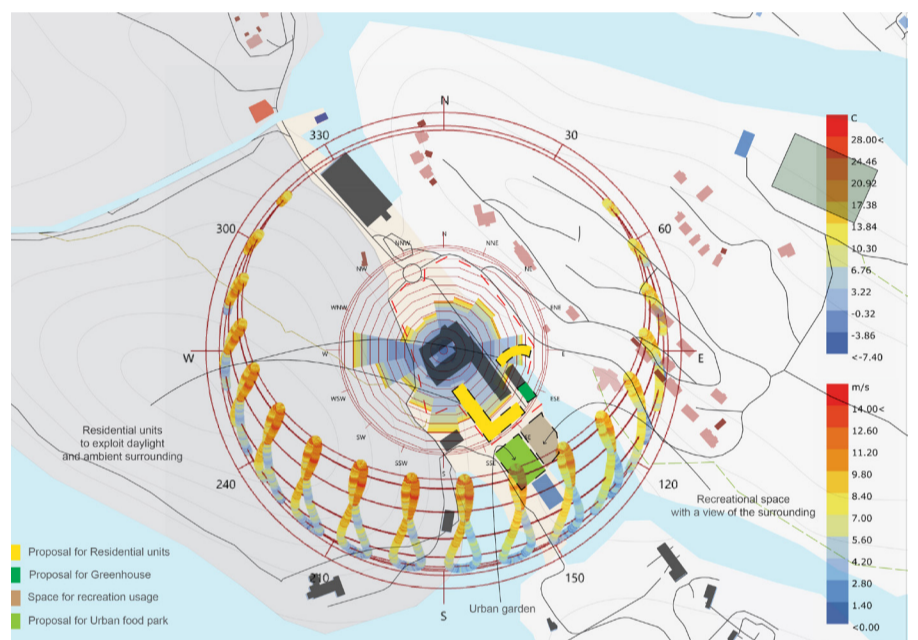 N
330
30
C
28.00<
24.46
20.92
17.38
13.84
10.30
6.76
3.22
-0.32
-3.86
<-7.40
300
60
N
NNW
NNE
NW
NE
WNW
ENE
W
W
E
E
WSW
ESE
SW
SSW
S
SSE
SE
m/s
14.00<
12.60
11.20
9.80
8.40
7.00
5.60
4.20
2.80
1.40
<0.00
Residential units
to exploit daylight
and ambient surrounding
240
120
Recreational space
with a view of the surrounding
Proposal for Residential units
Proposal for Greenhouse
Space for recreation usage
Proposal for Urban food park
210
150
Urban garden
S